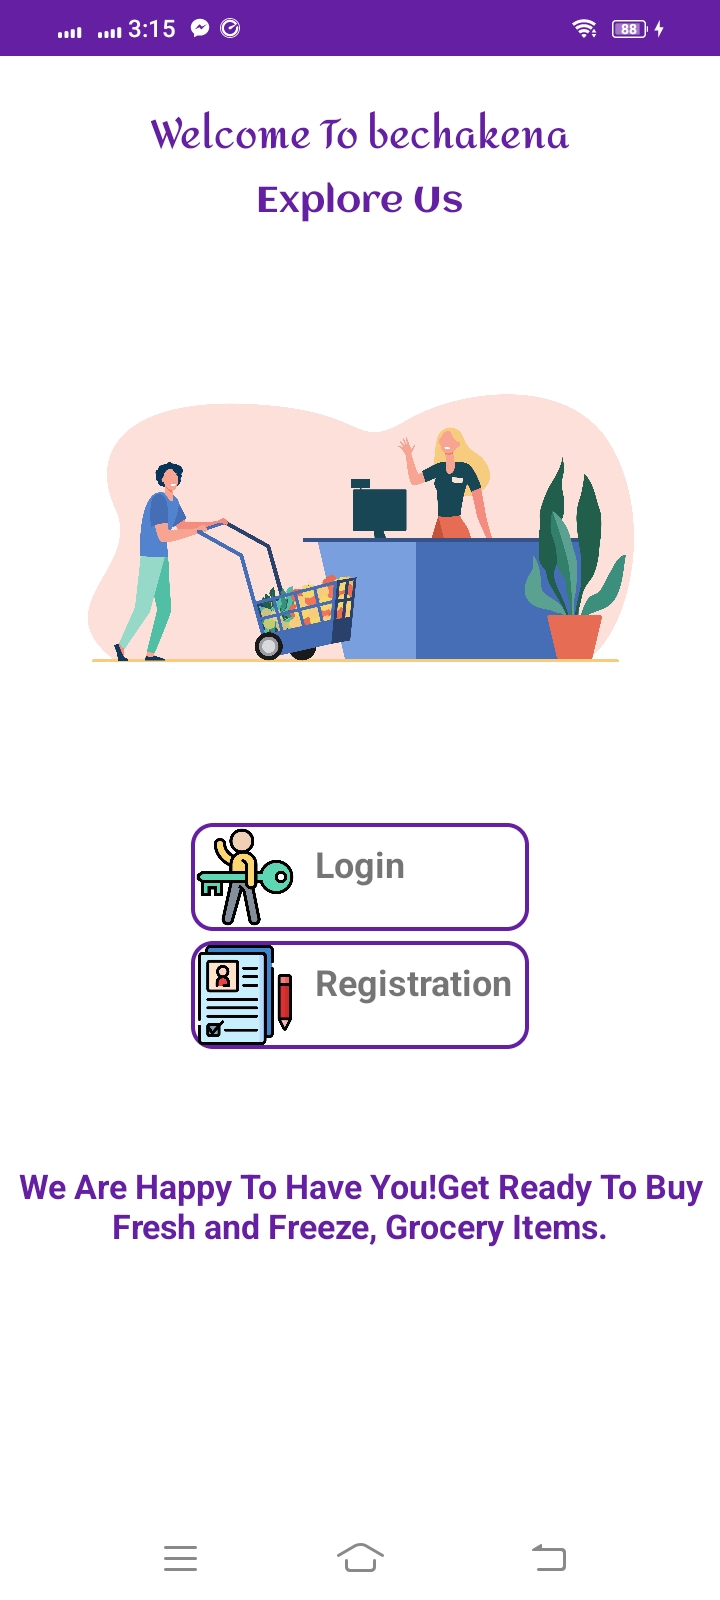 3:15
88
Welcome To bechakena
Explore Us
Login
Registration
We Are Happy To Have You!Get Ready To Buy
Fresh and Freeze, Grocery Items.